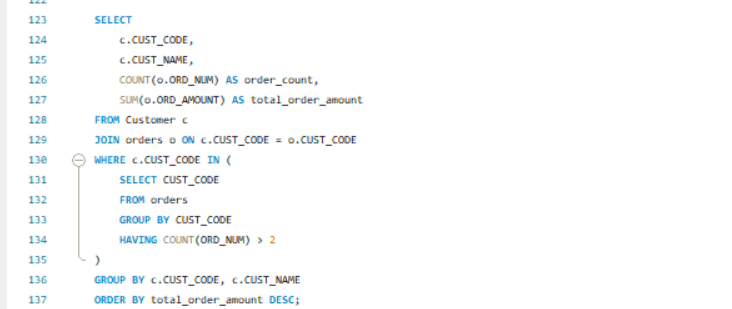 122
123 SELECT
124 c.CUST_CODE,
125 c.CUST_NAME,
126 COUNT(o.ORD_NUM) AS order_count,
127 SUM(o.ORD_AMOUNT) AS total_order_amount
128 FROM Customer c
129 JOIN orders o ON c.CUST_CODE = o.CUST_CODE
130 WHERE c.CUST_CODE IN (
131 SELECT CUST_CODE
132 FROM orders
133 GROUP BY CUST_CODE
134 HAVING COUNT(ORD_NUM) > 2
135 )
136 GROUP BY c.CUST_CODE, c.CUST_NAME
137 ORDER BY total_order_amount DESC;